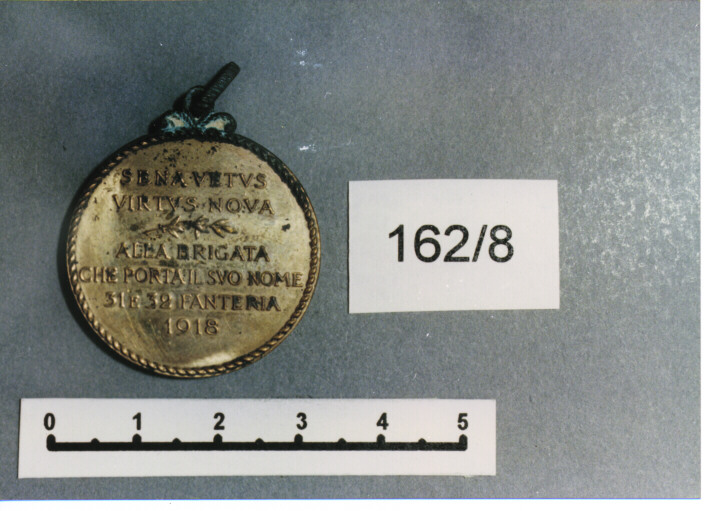 SENA VETVS
VIRTVS · NOVA
ALLA BRIGATA
CHE PORTA IL SVO NOME
31 E 32 FANTERIA
1918
162/8
0 1 2 3 4 5